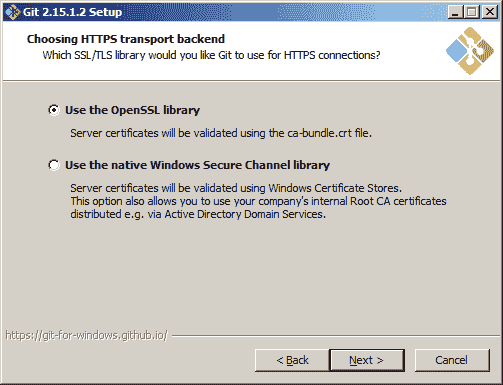 Git 2.15.1.2 Setup
Choosing HTTPS transport backend
Which SSL/TLS library would you like Git to use for HTTPS connections?
Use the OpenSSL library
Server certificates will be validated using the ca-bundle.crt file.
Use the native Windows Secure Channel library
Server certificates will be validated using Windows Certificate Stores.
This option also allows you to use your company's internal Root CA certificates
distributed e.g. via Active Directory Domain Services.
https://git-for-windows.github.io/
< Back
Next >
Cancel